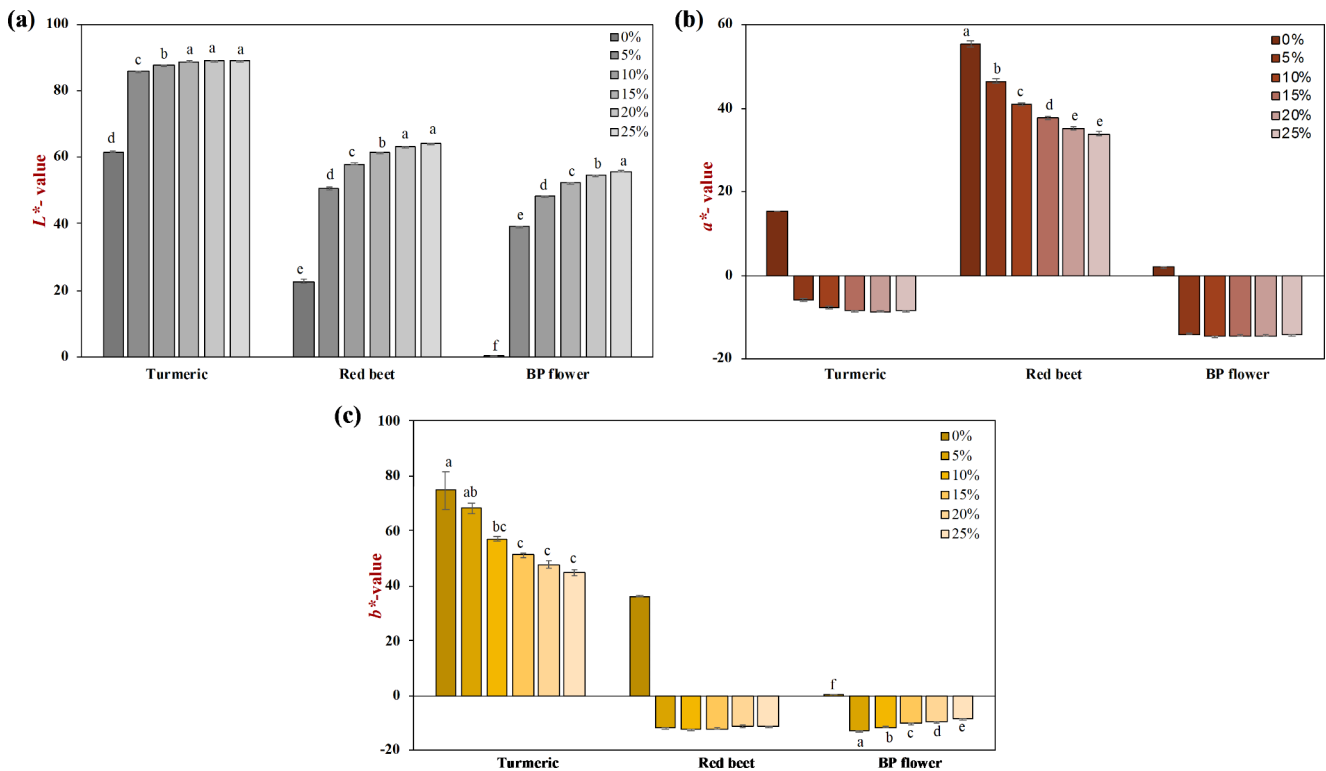 (a)
100
80
60
40
20
0
L*- value
d
c
b
a
a
a
e
d
c
b
a
a
f
e
d
c
b
a
0%
5%
10%
15%
20%
25%
Turmeric
Red beet
BP flower
(b)
60
40
20
0
-20
a*- value
a
b
c
d
e
e
0%
5%
10%
15%
20%
25%
Turmeric
Red beet
BP flower
(c)
100
80
60
40
20
0
-20
b*-value
a
ab
bc
c
c
c
f
a
b
c
d
e
0%
5%
10%
15%
20%
25%
Turmeric
Red beet
BP flower